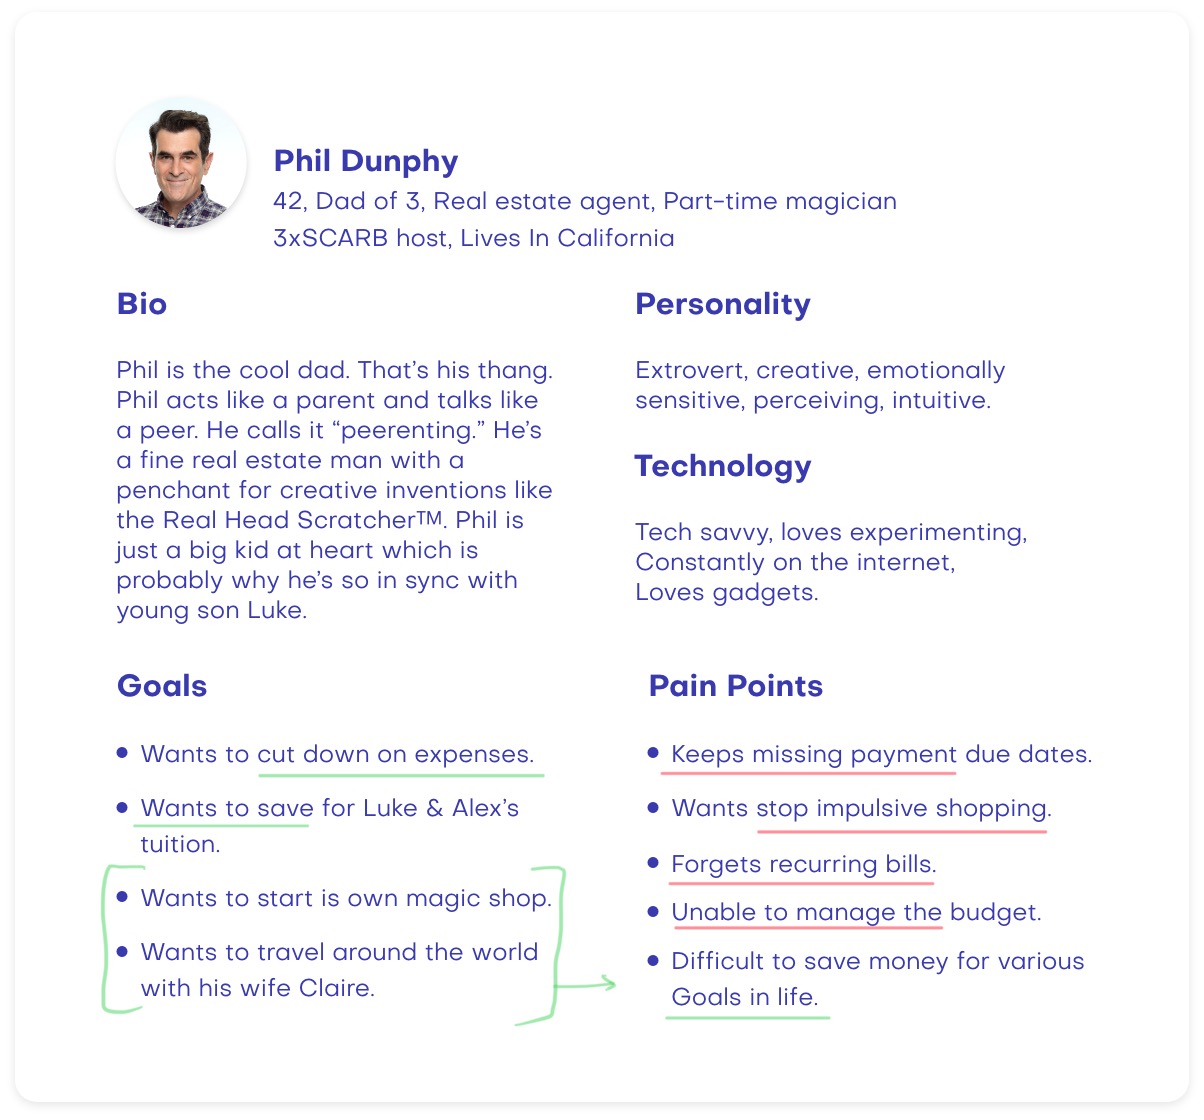 Phil Dunphy
42, Dad of 3, Real estate agent, Part-time magician
3xSCARB host, Lives In California
Bio
Phil is the cool dad. That’s his thang.
Phil acts like a parent and talks like
a peer. He calls it “peerenting.” He’s
a fine real estate man with a
penchant for creative inventions like
the Real Head Scratcher™. Phil is
just a big kid at heart which is
probably why he’s so in sync with
young son Luke.
Personality
Extrovert, creative, emotionally
sensitive, perceiving, intuitive.
Technology
Tech savvy, loves experimenting,
Constantly on the internet,
Loves gadgets.
Goals
• Wants to cut down on expenses.
• Wants to save for Luke & Alex’s
tuition.
• Wants to start is own magic shop.
• Wants to travel around the world
with his wife Claire.
Pain Points
• Keeps missing payment due dates.
• Wants stop impulsive shopping.
• Forgets recurring bills.
• Unable to manage the budget.
• Difficult to save money for various
Goals in life.